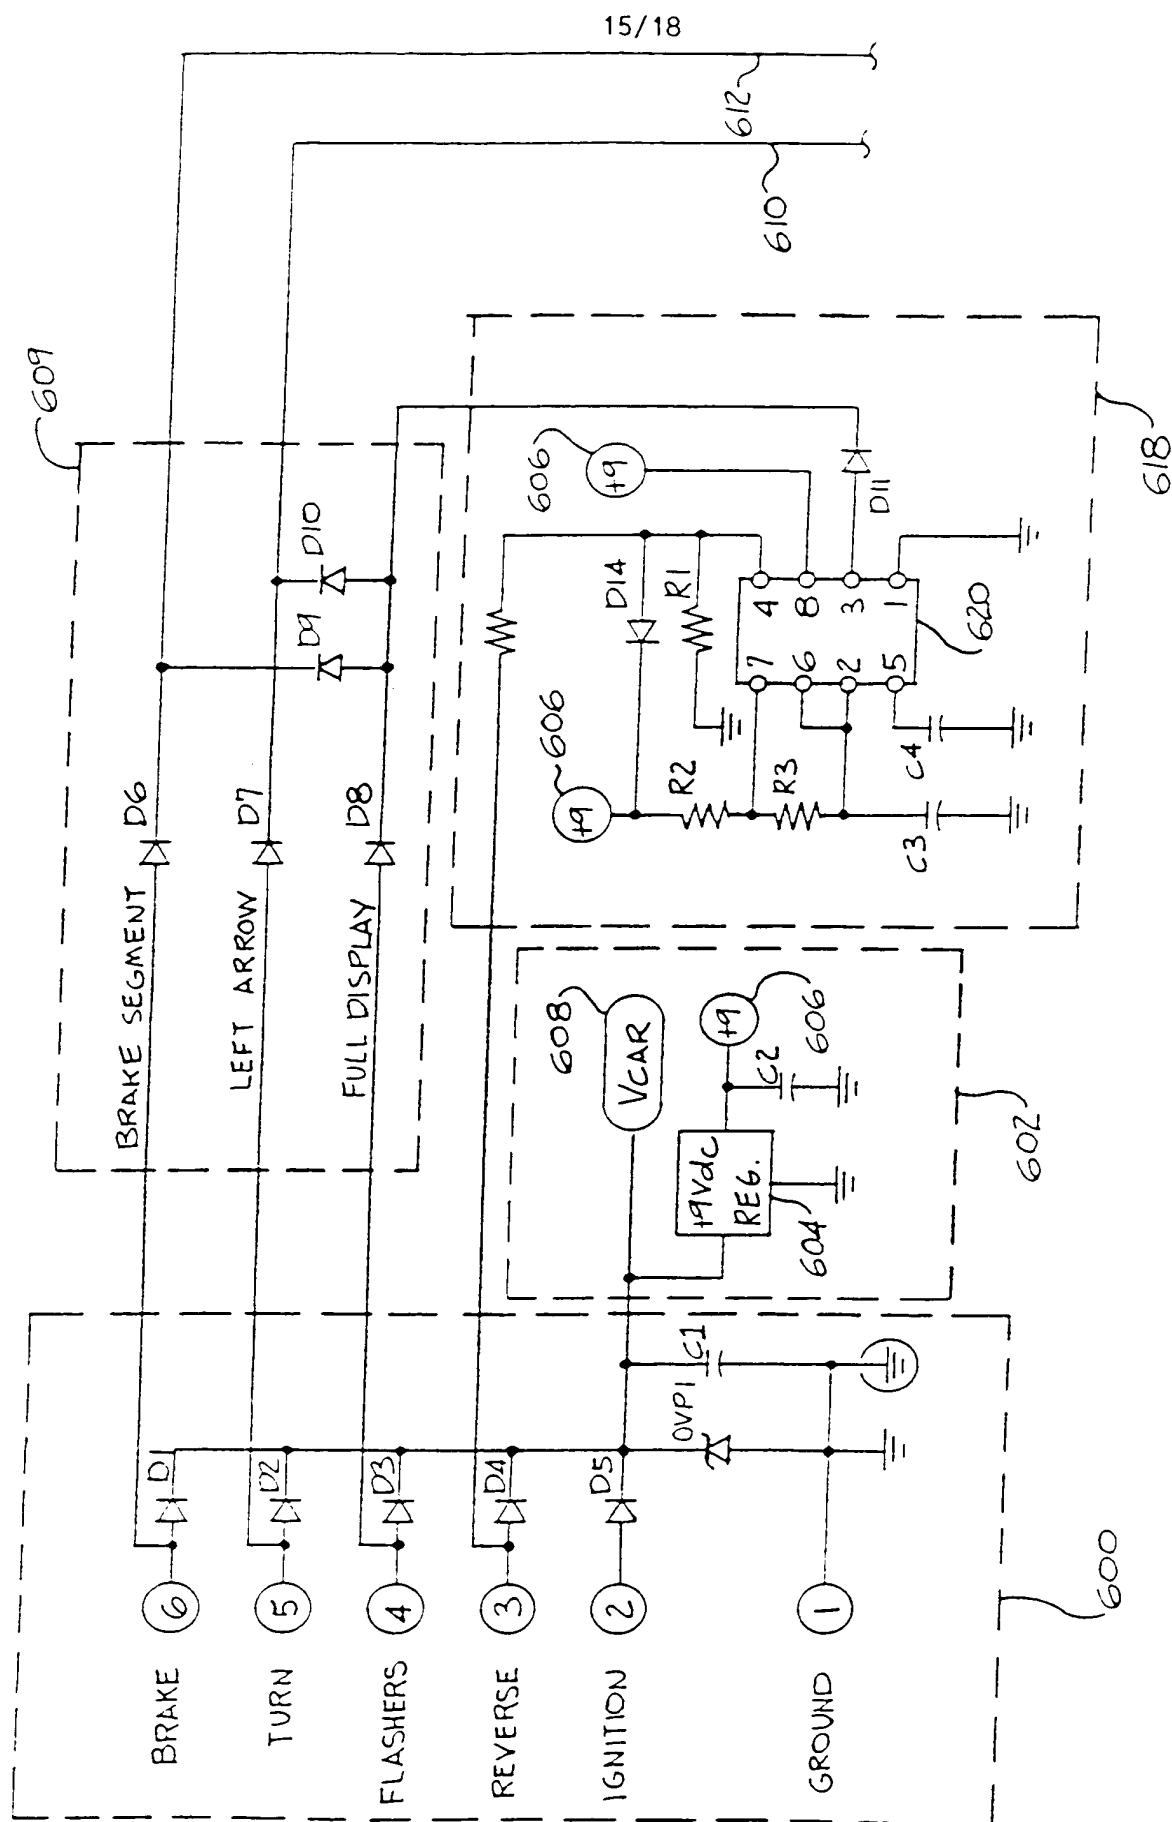 15/18
BRAKE
6
D1
BRAKE SEGMENT
D6
609
612
TURN
5
D2
LEFT ARROW
D7
D9
D10
610
FLASHERS
4
D3
FULL DISPLAY
D8
REVERSE
3
D4
IGNITION
2
D5
OVP1
C1
GROUND
1
600
608
VCAR
+9Vdc
REG.
604
+9
606
C2
602
606
+9
606
+9
D14
R1
R2
R3
7
6
2
5
4
8
3
1
620
D11
C3
C4
618